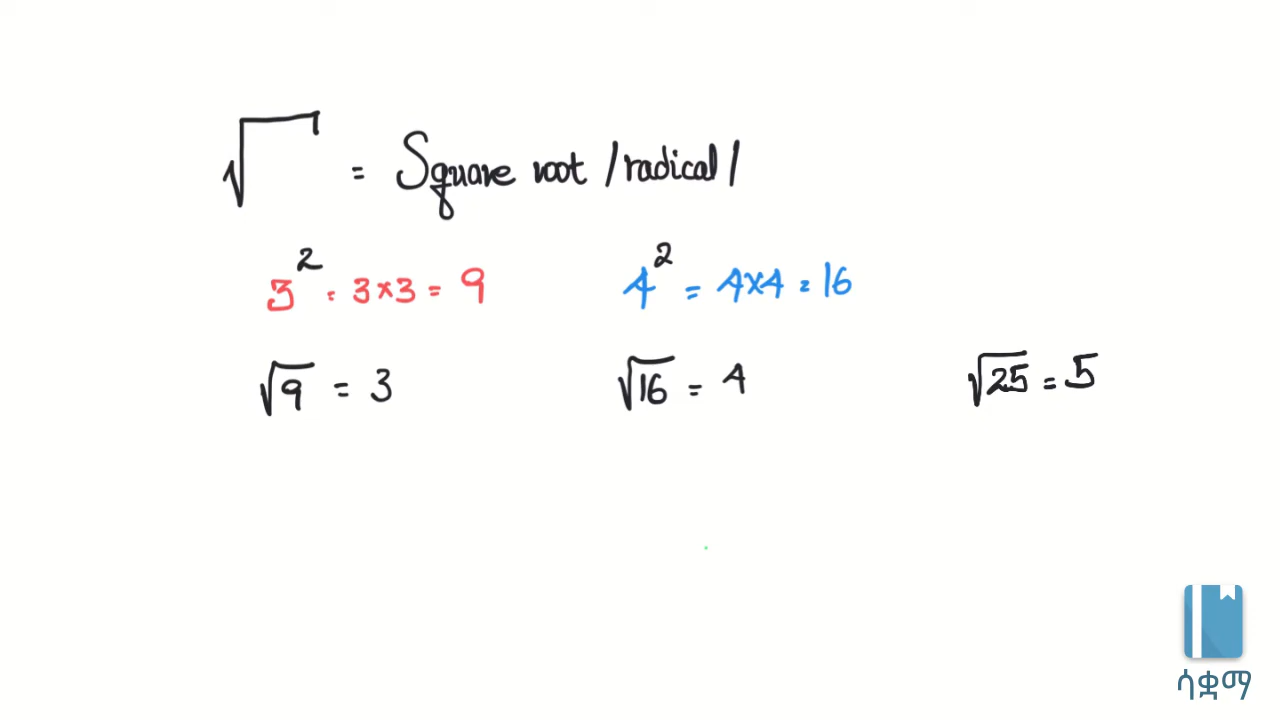 √ = Square root /radical/
3² = 3×3 = 9 4² = 4×4 = 16
√9 = 3 √16 = 4 √25 = 5
ሳቋማ